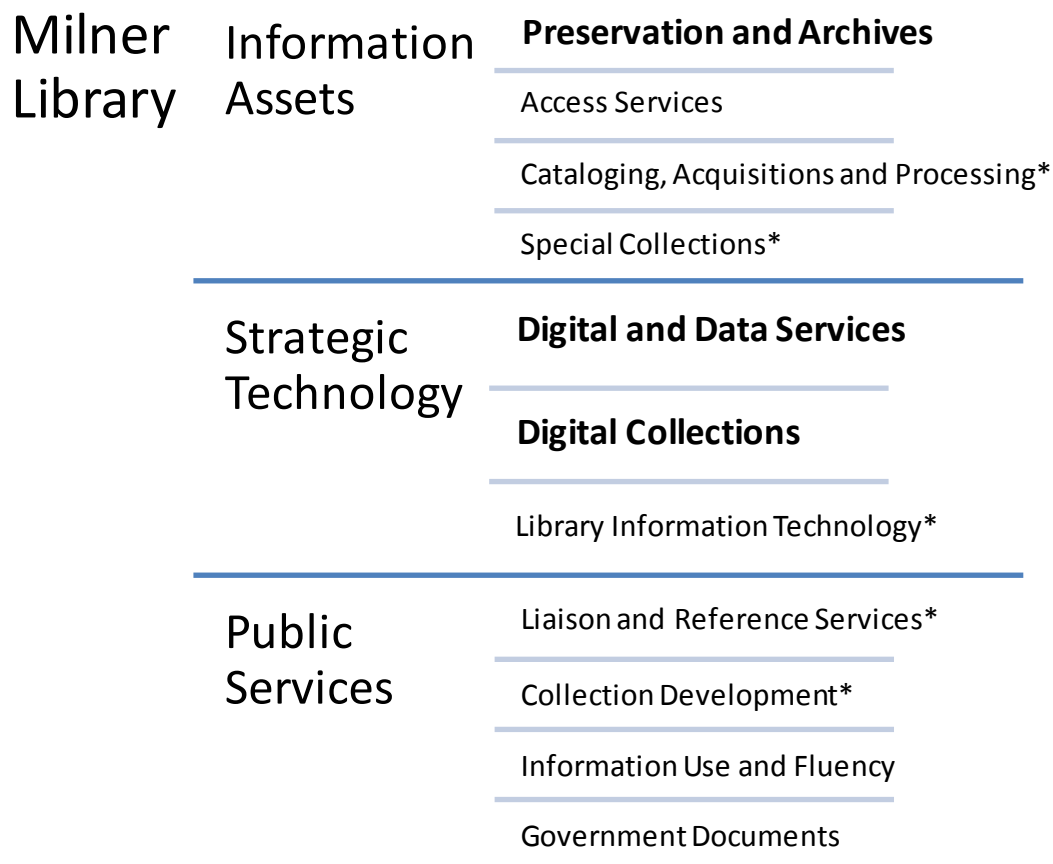 Milner
Library
Information
Assets
Preservation and Archives
Access Services
Cataloging, Acquisitions and Processing*
Special Collections*
Strategic
Technology
Digital and Data Services
Digital Collections
Library Information Technology*
Public
Services
Liaison and Reference Services*
Collection Development*
Information Use and Fluency
Government Documents